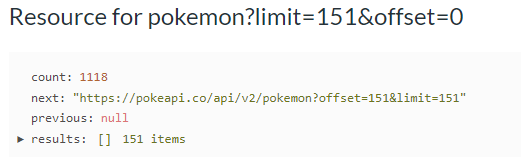 Resource for pokemon?limit=151&offset=0
count: 1118
next: "https://pokeapi.co/api/v2/pokemon?offset=151&limit=151"
previous: null
▶ results: [] 151 items